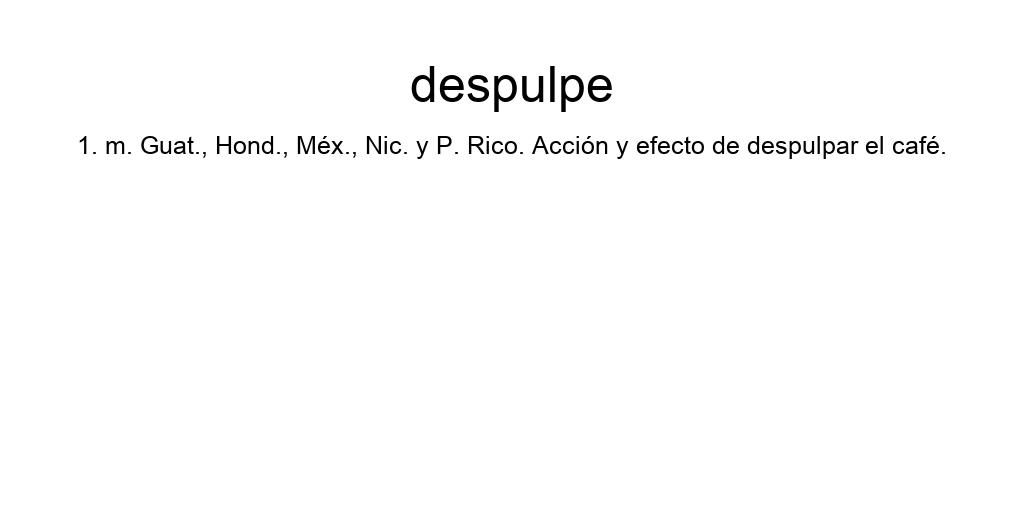 despulpe
1. m. Guat., Hond., Méx., Nic. y P. Rico. Acción y efecto de despulpar el café.